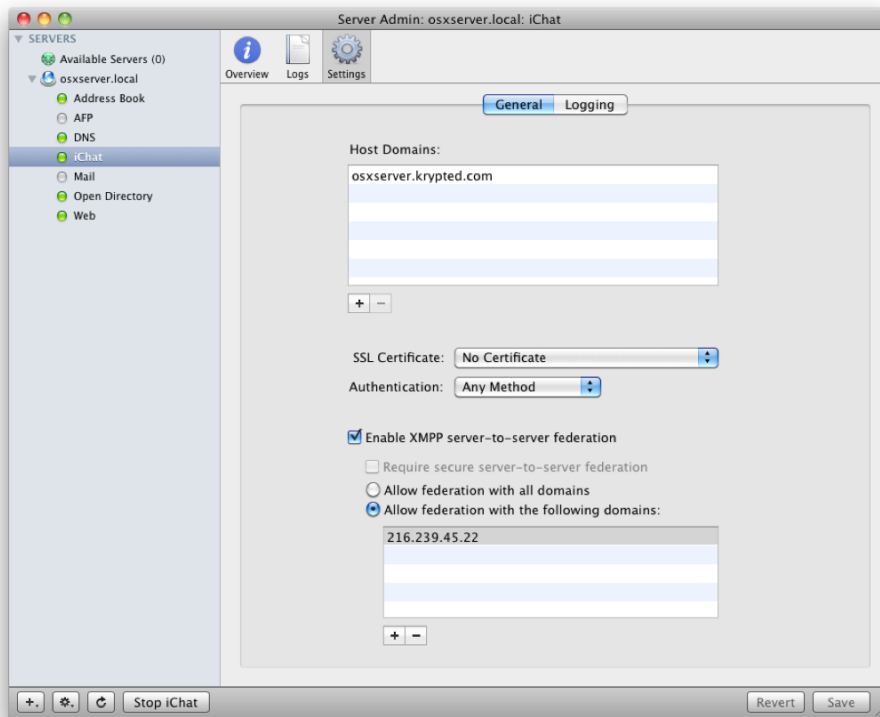 Server Admin: osxserver.local: iChat
SERVERS
Available Servers (0)
osxserver.local
Address Book
AFP
DNS
iChat
Mail
Open Directory
Web
Overview
Logs
Settings
General
Logging
Host Domains:
osxserver.krypted.com
+ −
SSL Certificate: No Certificate
Authentication: Any Method
Enable XMPP server-to-server federation
Require secure server-to-server federation
Allow federation with all domains
Allow federation with the following domains:
216.239.45.22
+ −
Stop iChat
Revert
Save